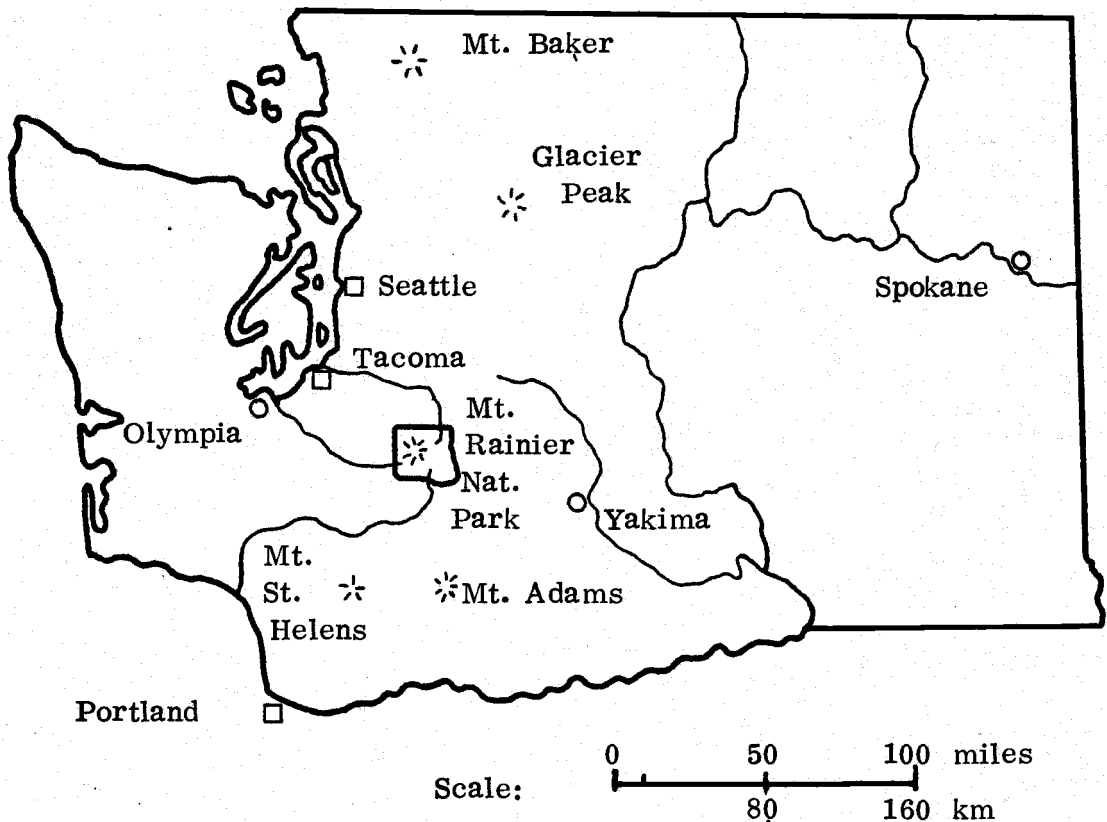 Mt. Baker
Glacier
Peak
Seattle
Spokane
Tacoma
Olympia
Mt.
Rainier
Nat.
Park
Yakima
Mt.
St.
Helens
Mt. Adams
Portland
0 50 100 miles
Scale:
80 160 km